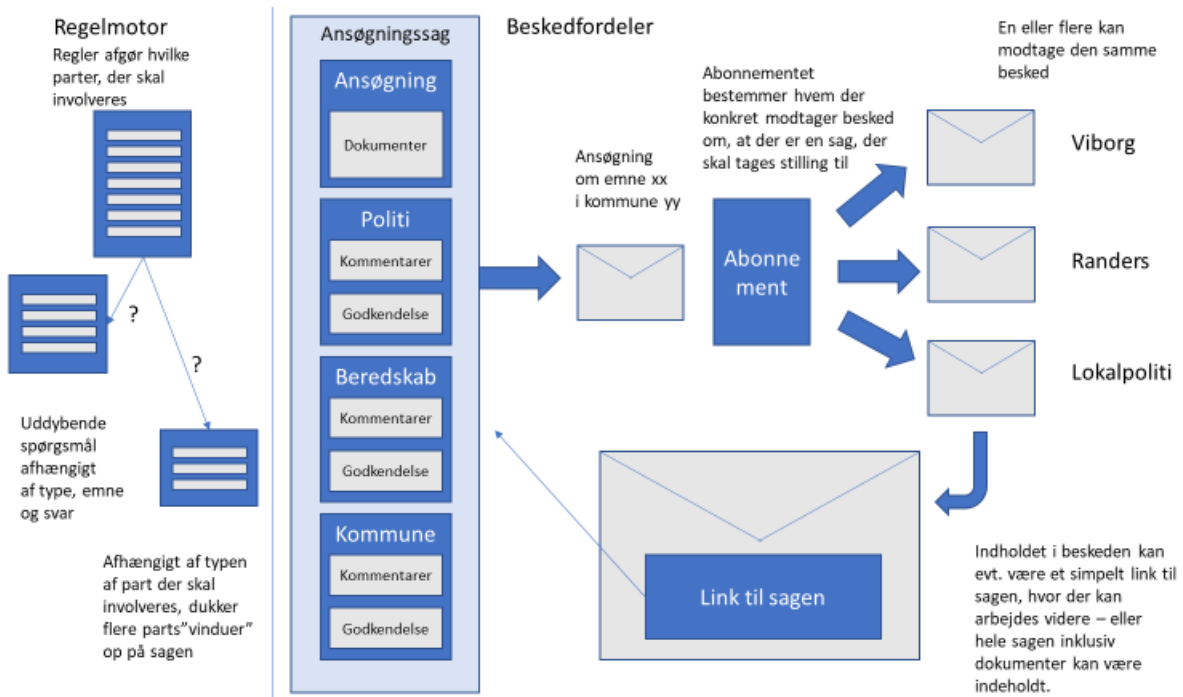 Regelmotor
Regler afgør hvilke
parter, der skal
involveres
?
?
Uddybende
spørgsmål
afhængigt
af type, emne
og svar
Afhængigt af typen
af part der skal
involveres, dukker
flere parts"vinduer"
op på sagen
Ansøgningssag
Ansøgning
Dokumenter
Politi
Kommentarer
Godkendelse
Beredskab
Kommentarer
Godkendelse
Kommune
Kommentarer
Godkendelse
Beskedfordeler
Ansøgning
om emne xx
i kommune yy
Abonnementet
bestemmer hvem der
konkret modtager besked
om, at der er en sag, der
skal tages stilling til
Abonne
ment
En eller flere kan
modtage den samme
besked
Viborg
Randers
Lokalpoliti
Link til sagen
Indholdet i beskeden kan
evt. være et simpelt link til
sagen, hvor der kan
arbejdes videre – eller
hele sagen inklusiv
dokumenter kan være
indeholdt.